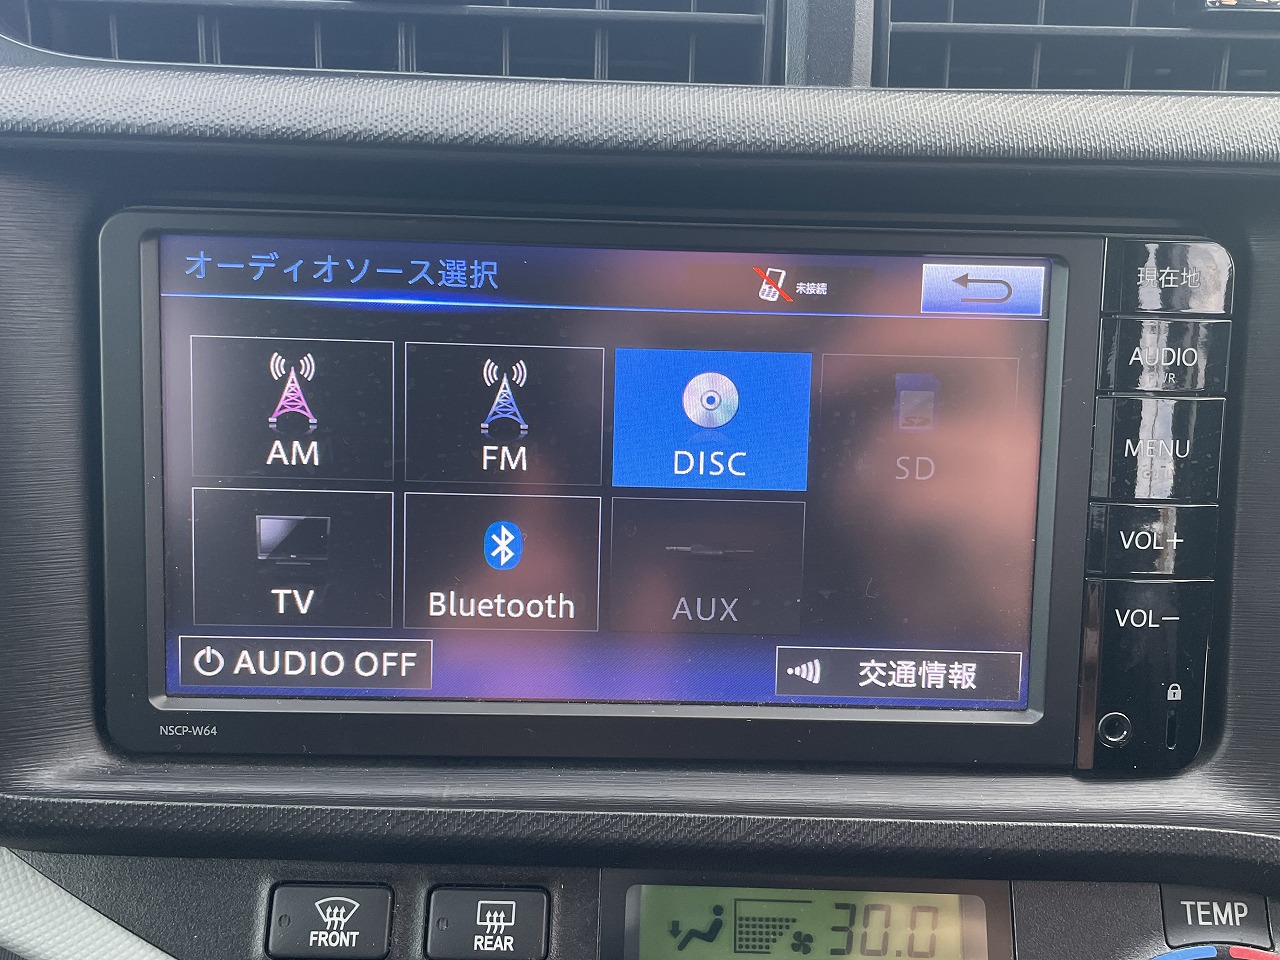 オーディオソース選択
未接続
現在地
AM
FM
DISC
SD
AUDIO
PWR
MENU
TV
Bluetooth
AUX
VOL+
VOL-
AUDIO OFF
交通情報
NSCP-W64
FRONT
REAR
30.0
TEMP